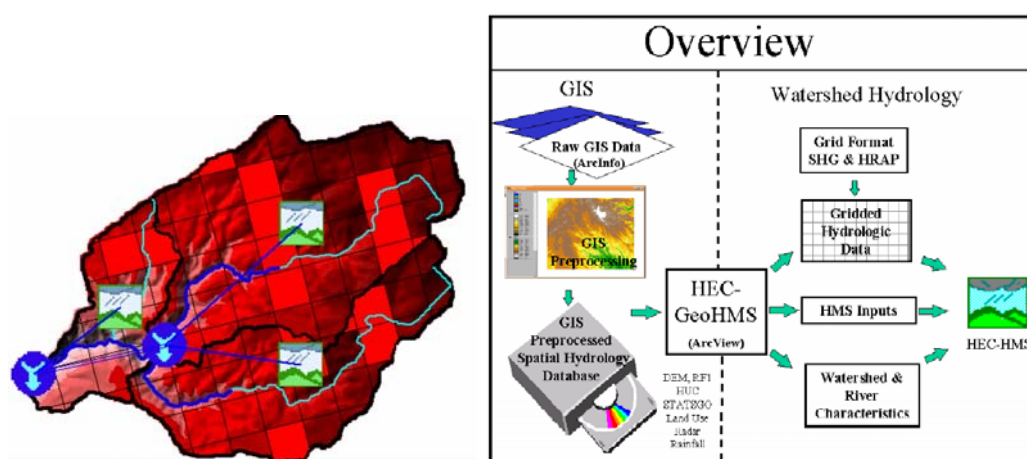 Overview
GIS
Watershed Hydrology
Raw GIS Data
(ArcInfo)
GIS
Preprocessing
GIS
Preprocessed
Spatial Hydrology
Database
DEM, RF1
HUC
STATSGO
Land Use
Radar
Rainfall
HEC-
GeoHMS
(ArcView)
Grid Format
SHG & HRAP
Gridded
Hydrologic
Data
HMS Inputs
Watershed &
River
Characteristics
HEC-HMS